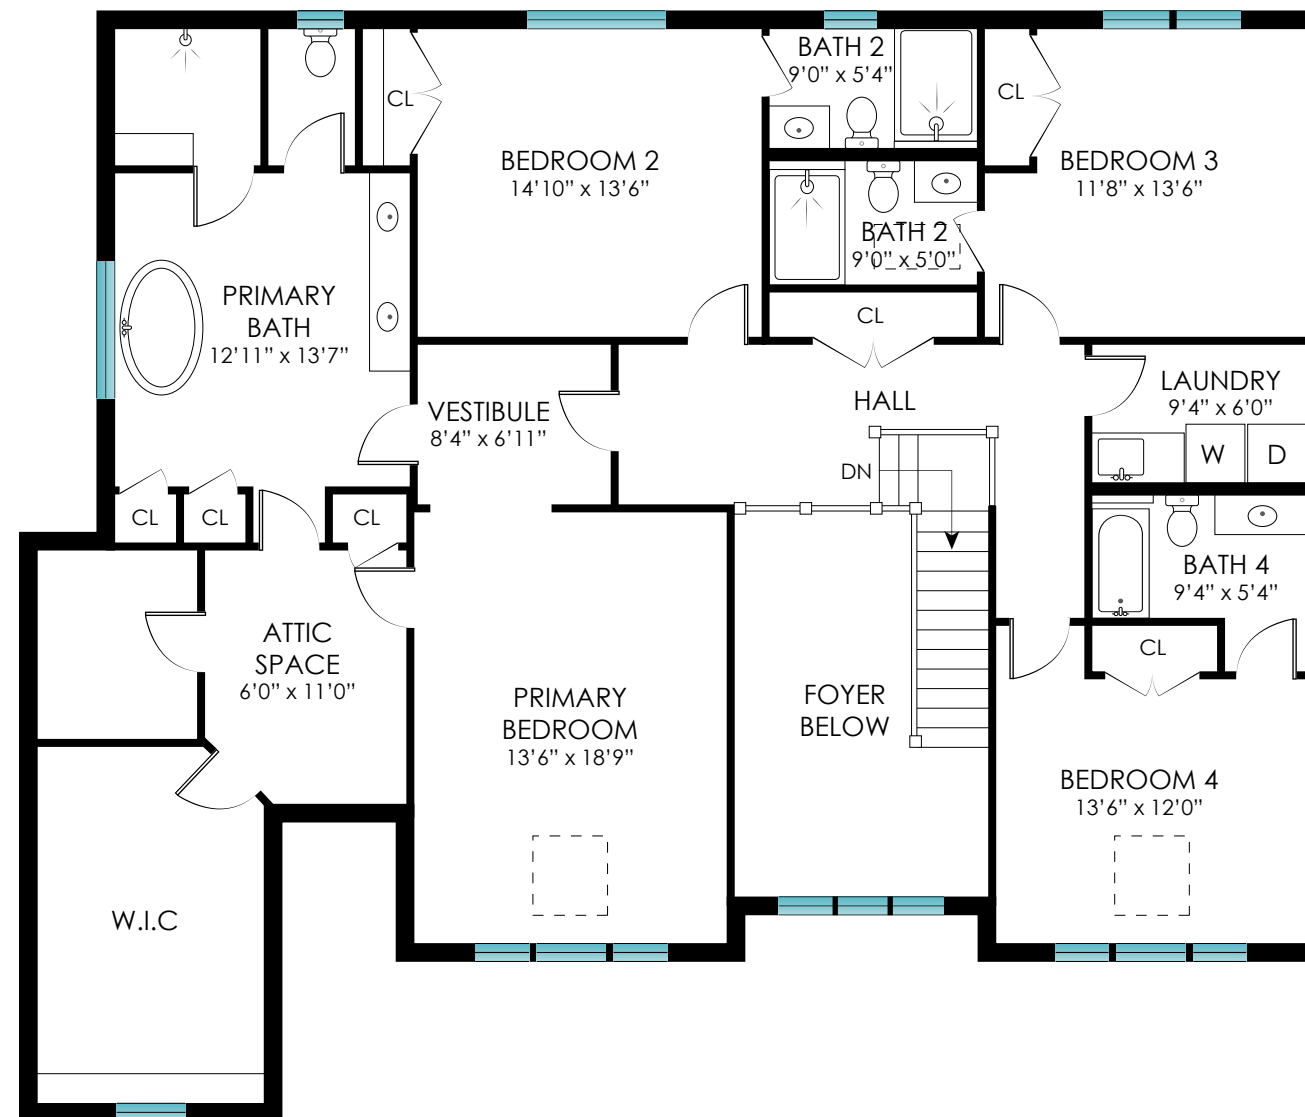 BATH 2
9’0” x 5’4”
CL
CL
BEDROOM 2
14’10” x 13’6”
BEDROOM 3
11’8” x 13’6”
BATH 2
9’0” x 5’0”
PRIMARY
BATH
12’11” x 13’7”
CL
VESTIBULE
8’4” x 6’11”
HALL
LAUNDRY
9’4” x 6’0”
W
D
DN
CL
CL
CL
BATH 4
9’4” x 5’4”
ATTIC
SPACE
6’0” x 11’0”
CL
PRIMARY
BEDROOM
13’6” x 18’9”
FOYER
BELOW
BEDROOM 4
13’6” x 12’0”
W.I.C